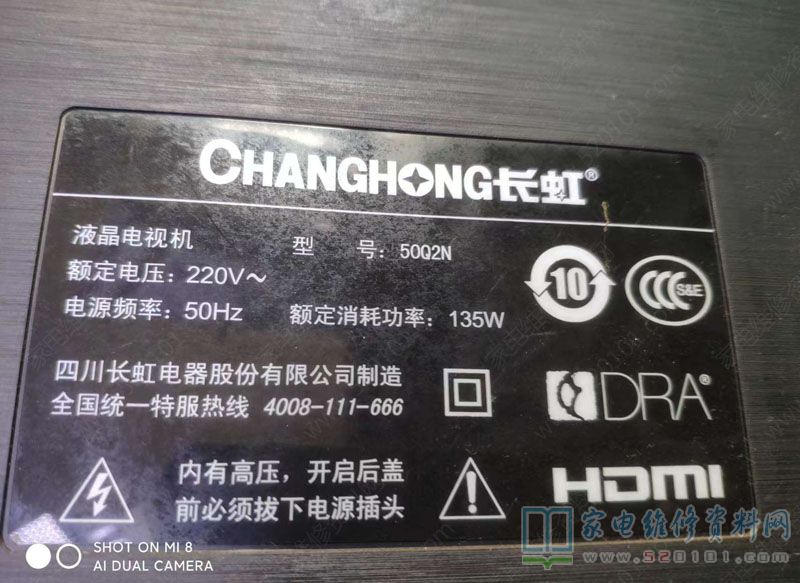 CHANGHONG长虹®
液晶电视机 型 号：50Q2N
额定电压：220V～
电源频率：50Hz 额定消耗功率：135W
10
CCC S&E
四川长虹电器股份有限公司制造
全国统一特服热线 4008-111-666
DRA®
内有高压，开启后盖
前必须拔下电源插头
HDMI
SHOT ON MI 8
AI DUAL CAMERA
家电维修资料网
www.520101.com